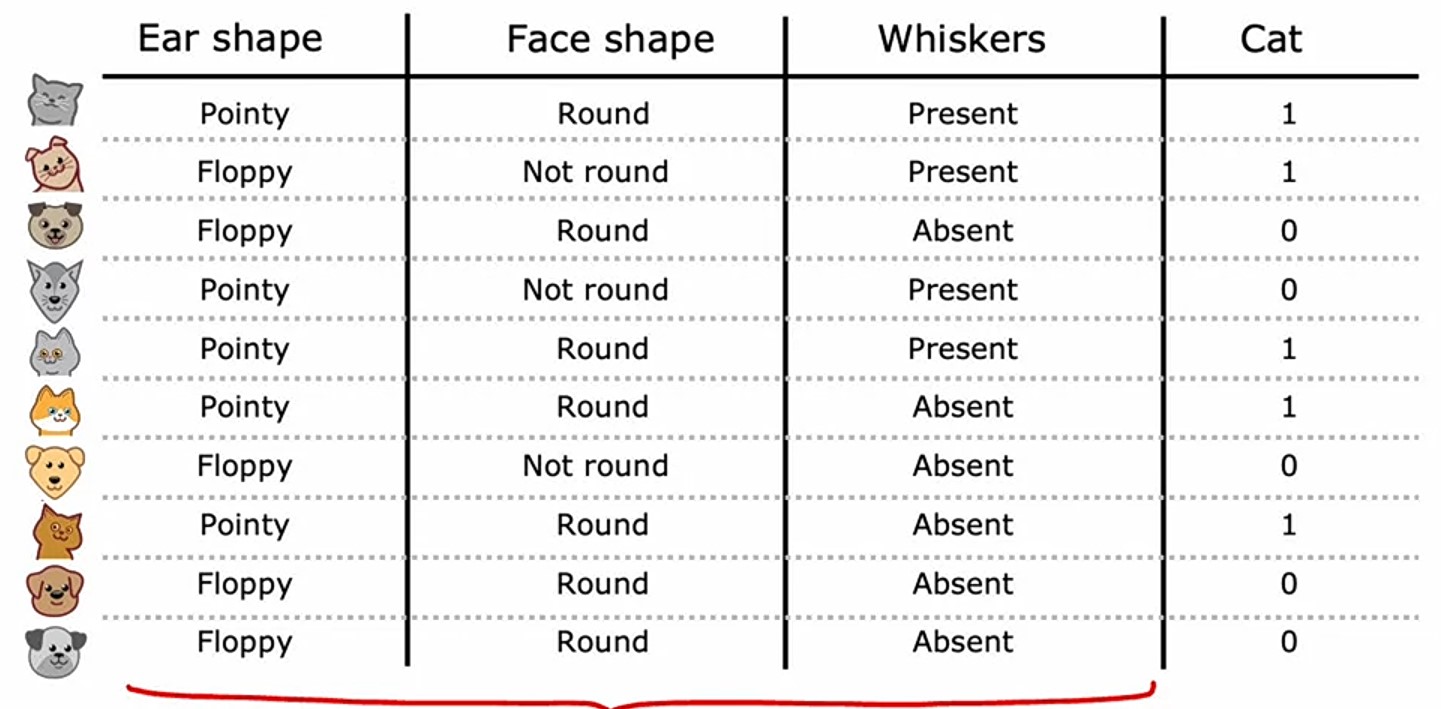 Ear shape Face shape Whiskers Cat
Pointy Round Present 1
Floppy Not round Present 1
Floppy Round Absent 0
Pointy Not round Present 0
Pointy Round Present 1
Pointy Round Absent 1
Floppy Not round Absent 0
Pointy Round Absent 1
Floppy Round Absent 0
Floppy Round Absent 0